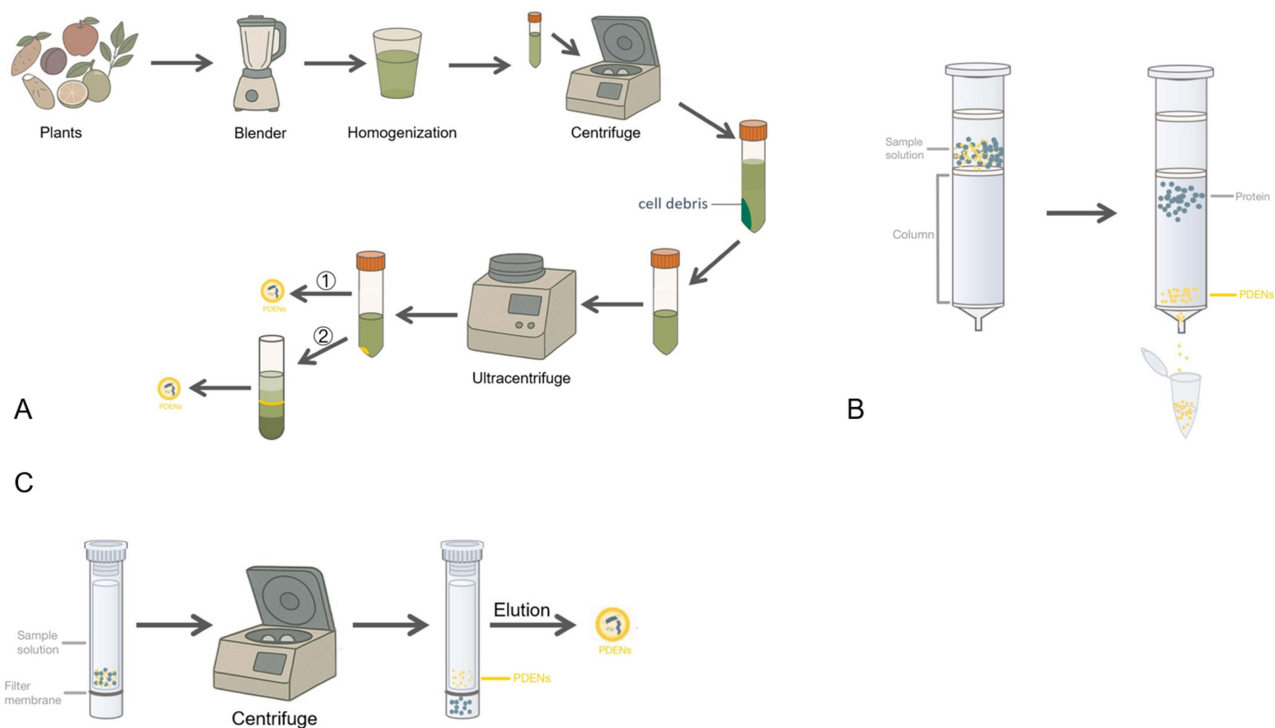 Plants
Blender
Homogenization
Centrifuge
cell debris
①
PDENs
②
Ultracentrifuge
PDENs
A
Sample
solution
Column
Protein
PDENs
B
C
Sample
solution
Filter
membrane
Centrifuge
Elution
PDENs
PDENs